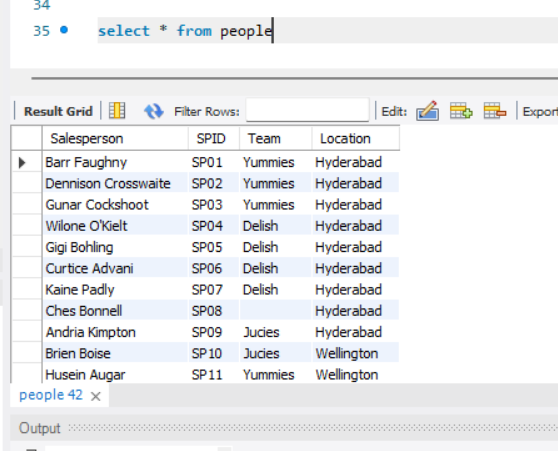 34
35 select * from people
Result Grid Filter Rows: Edit: Export
Salesperson SPID Team Location
Barr Faughny SP01 Yummies Hyderabad
Dennison Crosswaite SP02 Yummies Hyderabad
Gunar Cockshoot SP03 Yummies Hyderabad
Wilone O'Kielt SP04 Delish Hyderabad
Gigi Bohling SP05 Delish Hyderabad
Curtice Advani SP06 Delish Hyderabad
Kaine Padly SP07 Delish Hyderabad
Ches Bonnell SP08 Hyderabad
Andria Kimpton SP09 Jucies Hyderabad
Brien Boise SP10 Jucies Wellington
Husein Augar SP11 Yummies Wellington
people 42 ×
Output